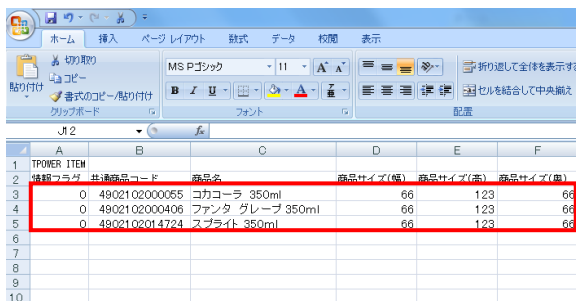 ホーム 挿入 ページ レイアウト 数式 データ 校閲 表示
切り取り
コピー
書式のコピー/貼り付け
貼り付け
クリップボード
MS Pゴシック 11 A A
B I U A
フォント
折り返して全体を表示す
セルを結合して中央揃え
配置
J12 fx
A B C D E F
1 TPOWER ITEM
2 情報フラグ 共通商品コード 商品名 商品サイズ(幅) 商品サイズ(高) 商品サイズ(奥)
3 0 4902102000055 コカコーラ 350ml 66 123 66
4 0 4902102000406 ファンタ グレープ 350ml 66 123 66
5 0 4902102014724 スプライト 350ml 66 123 66
6
7
8
9
10